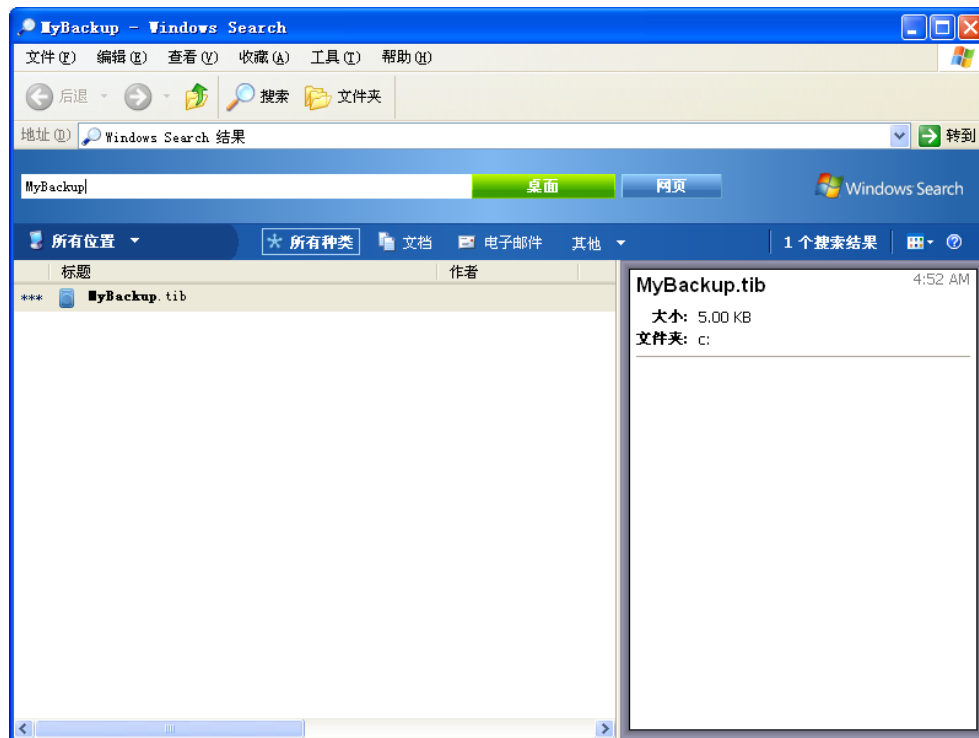 MyBackup - Windows Search
文件(F) 编辑(E) 查看(V) 收藏(A) 工具(T) 帮助(H)
后退 搜索 文件夹
地址(D) Windows Search 结果 转到
MyBackup 桌面 网页 Windows Search
所有位置 所有种类 文档 电子邮件 其他 1 个搜索结果
标题 作者
*** MyBackup.tib
MyBackup.tib 4:52 AM
大小: 5.00 KB
文件夹: c: